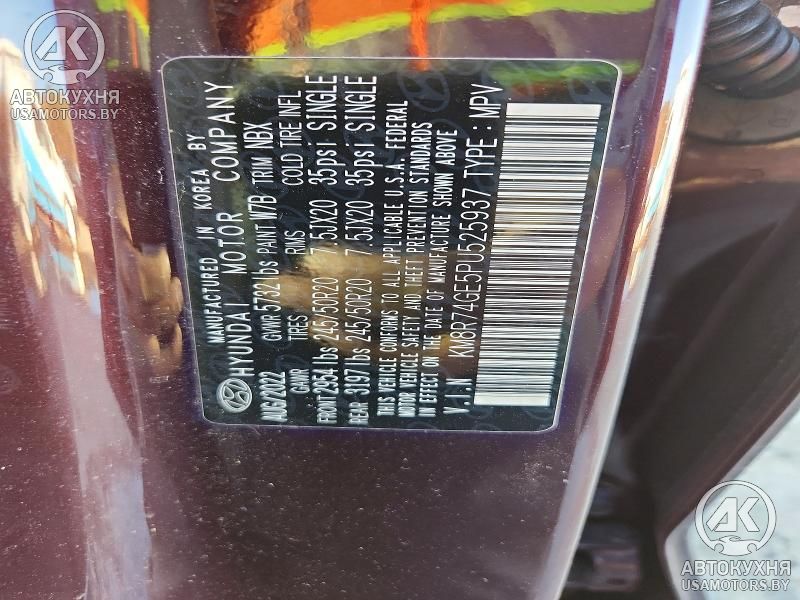 MANUFACTURED IN KOREA BY
HYUNDAI MOTOR COMPANY
AUG/2022 GVWR 5732 lbs PAINT W7B TRIM NBX
GAWR TIRES RIMS COLD TIRE INFL
FRONT 2954 lbs 245/50R20 7.5JX20 35psi SINGLE
REAR 3197 lbs 245/50R20 7.5JX20 35psi SINGLE
THIS VEHICLE CONFORMS TO ALL APPLICABLE U.S.A. FEDERAL
MOTOR VEHICLE SAFETY AND THEFT PREVENTION STANDARDS
IN EFFECT ON THE DATE OF MANUFACTURE SHOWN ABOVE
V.I.N KM8R74GE5PU525937 TYPE : MPV
АК
АВТОКУХНЯ
USAMOTORS.BY
АК
АВТОКУХНЯ
USAMOTORS.BY